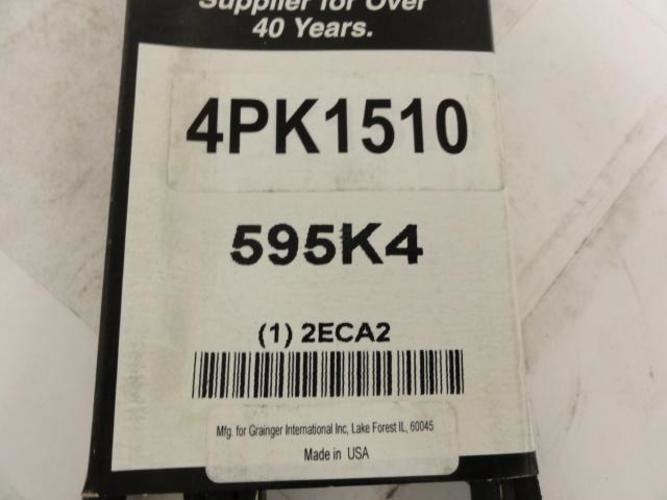 Supplier for Over
40 Years.
4PK1510
595K4
(1) 2ECA2
Mfg. for Grainger International Inc, Lake Forest IL, 60045
Made in USA